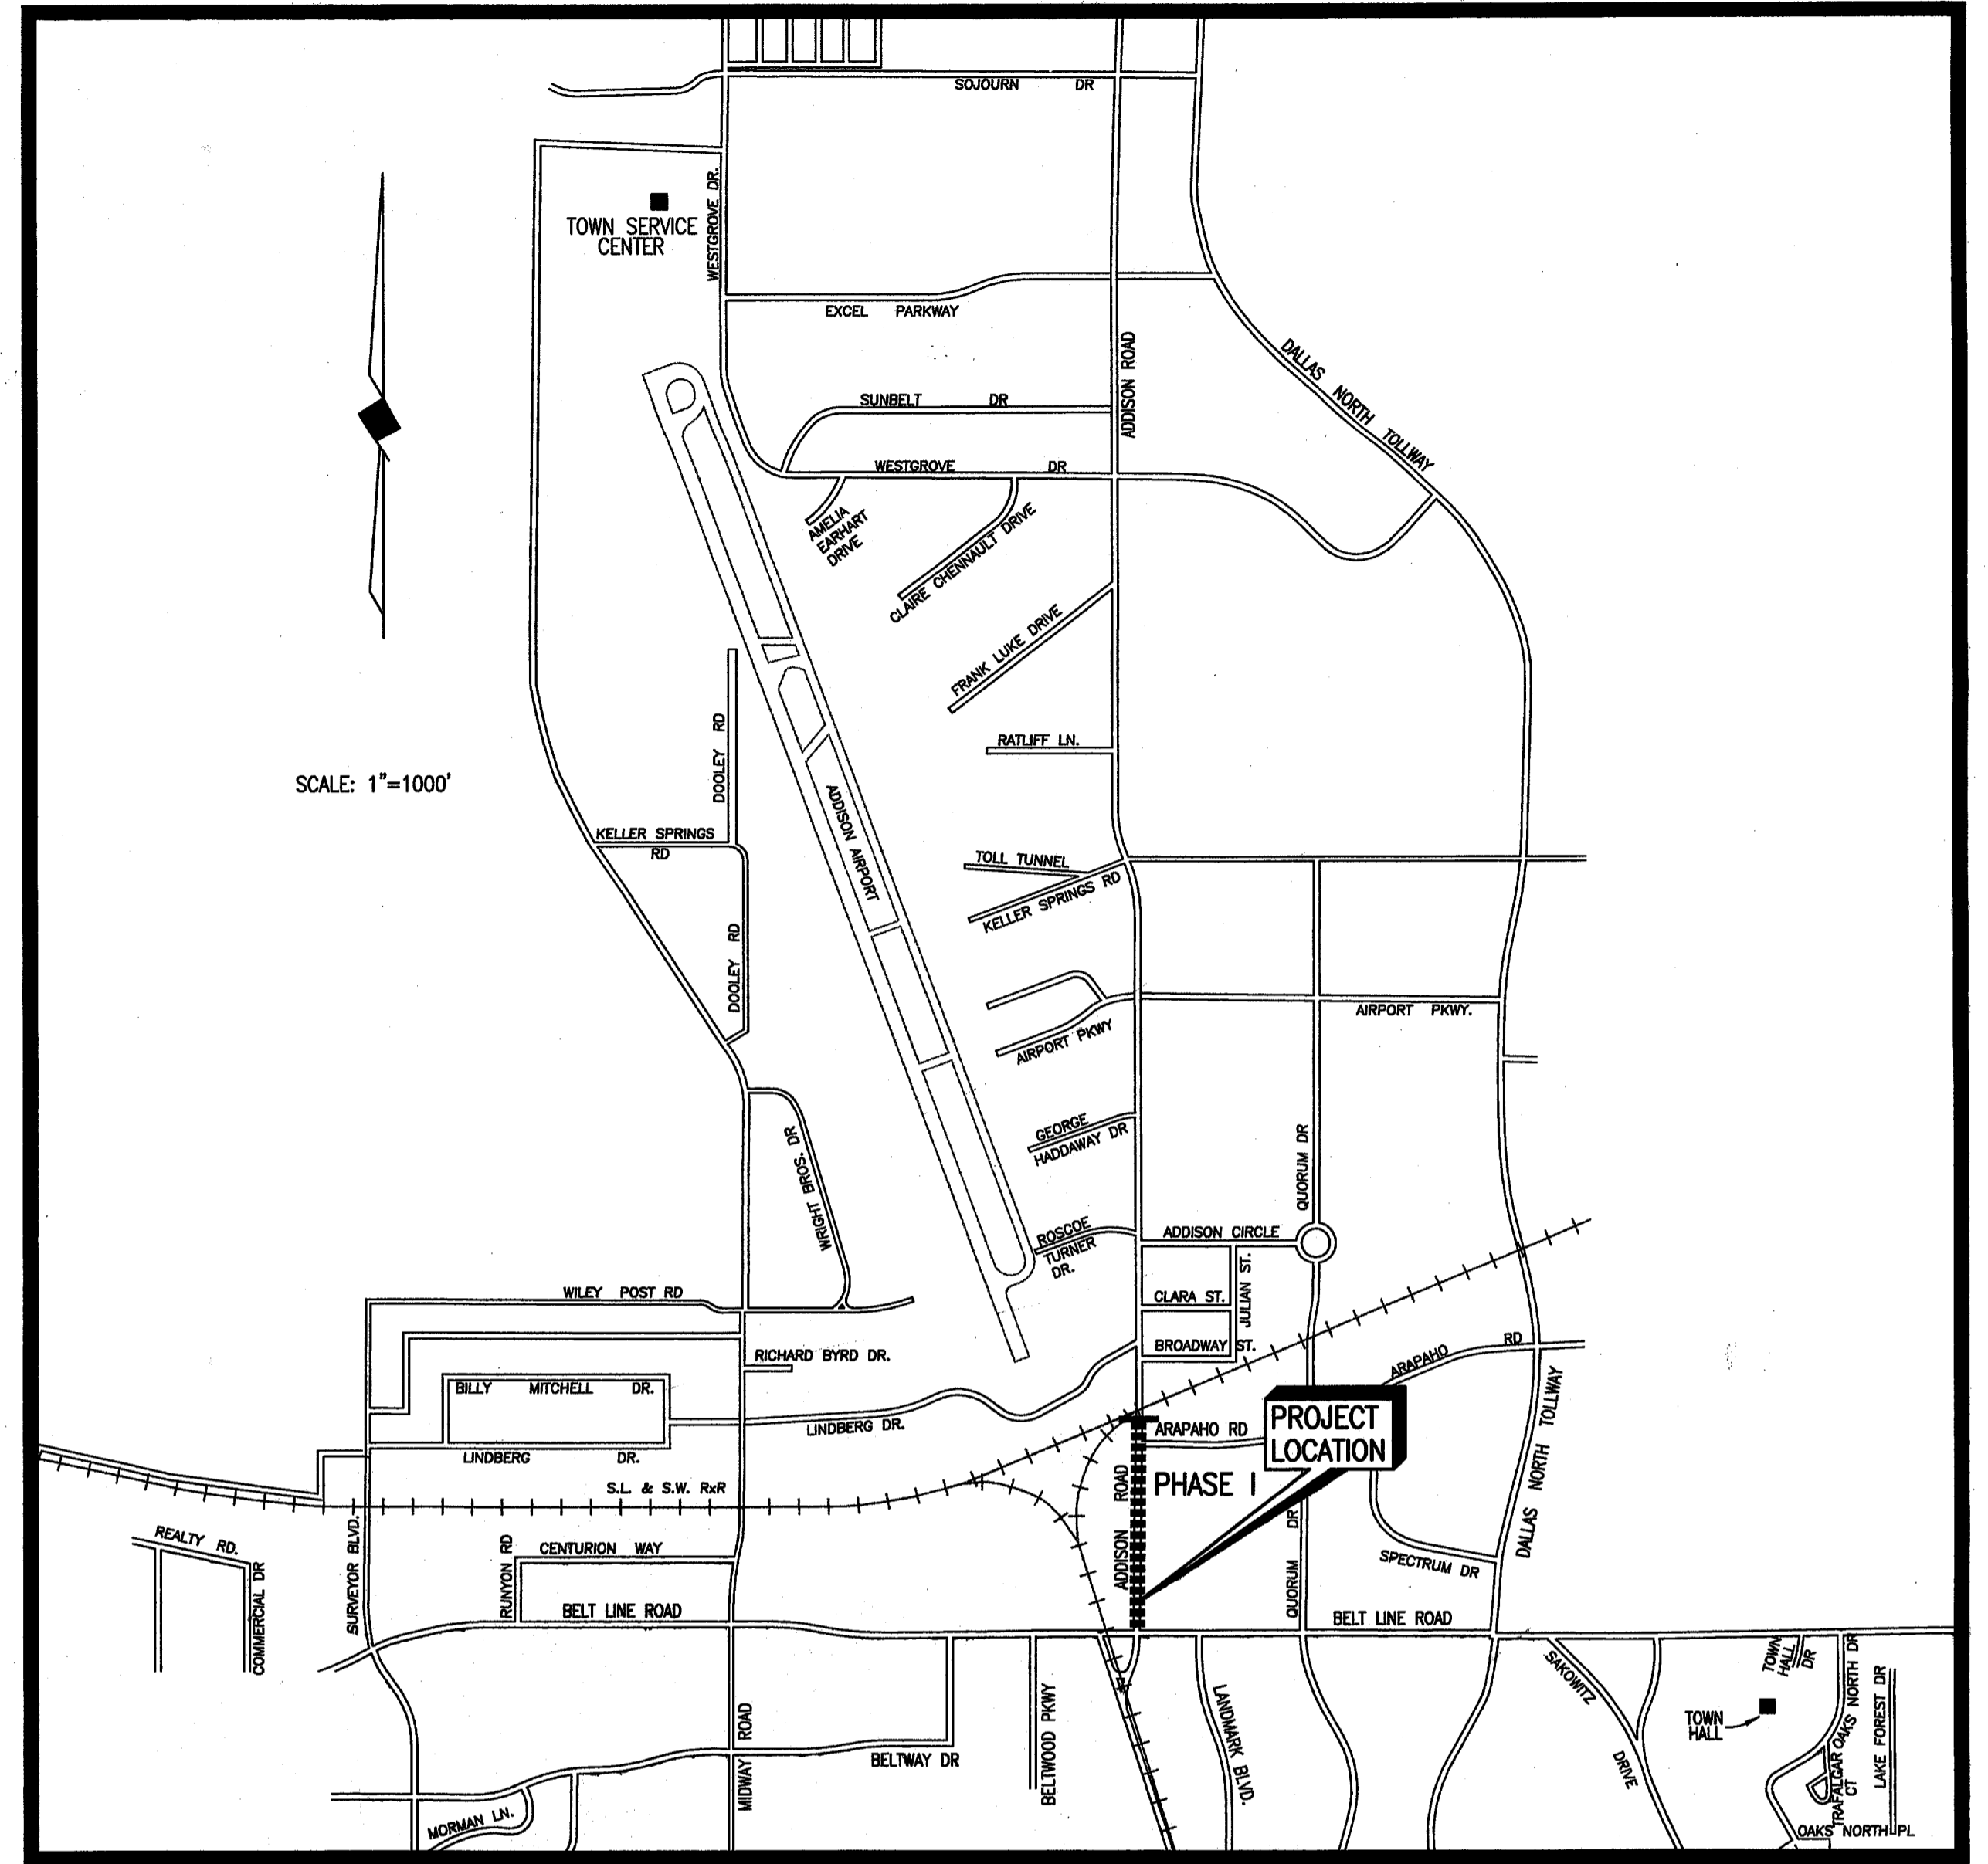 SOJOURN DR
TOWN SERVICE
CENTER
WESTGROVE DR.
EXCEL PARKWAY
ADDISON ROAD
DALLAS NORTH TOLLWAY
SUNBELT DR
WESTGROVE DR
AMELIA
EARHART
DRIVE
CLAIRE CHENNAULT DRIVE
FRANK LUKE DRIVE
RATLIFF LN.
DOOLEY RD
SCALE: 1"=1000'
ADDISON AIRPORT
KELLER SPRINGS
RD
TOLL TUNNEL
KELLER SPRINGS RD
DOOLEY RD
AIRPORT PKWY.
AIRPORT PKWY
GEORGE
HADDAWAY DR
QUORUM DR
WRIGHT BROS. DR
ROSCOE
TURNER
DR.
ADDISON CIRCLE
JULIAN ST.
CLARA ST.
BROADWAY ST.
WILEY POST RD
RICHARD BYRD DR.
BILLY MITCHELL DR.
LINDBERG DR.
LINDBERG DR.
ARAPAHO RD
PROJECT
LOCATION
ARAPAHO RD
PHASE I
ADDISON ROAD
S.L. & S.W. RxR
DALLAS NORTH TOLLWAY
REALTY RD.
COMMERCIAL DR
SURVEYOR BLVD.
RUNYON RD
CENTURION WAY
BELT LINE ROAD
QUORUM DR
SPECTRUM DR
BELT LINE ROAD
MIDWAY ROAD
BELTWAY DR
BELTWOOD PKWY
LANDMARK BLVD.
SAKOWITZ DRIVE
TOWN
HALL
DR
TOWN
HALL
OAKS NORTH DR
TRAFALGAR
CT
LAKE FOREST DR
OAKS NORTH PL
MORMAN LN.